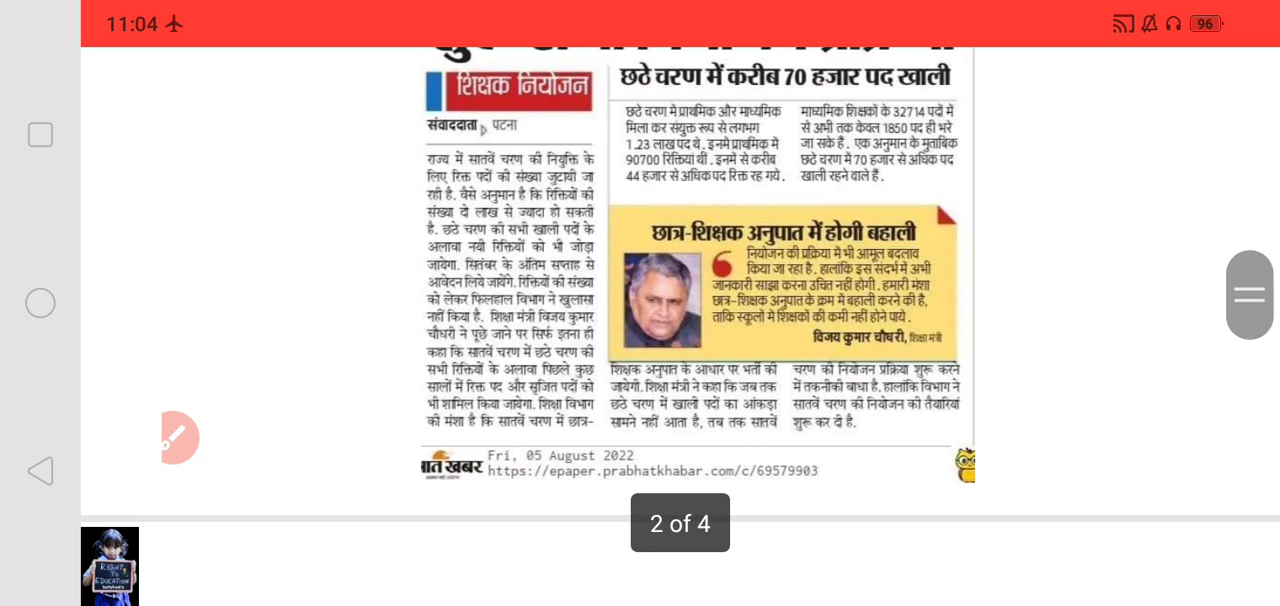 11:04
96
शिक्षक नियोजन
संवाददाता पटना
राज्य में सातवें चरण की नियुक्ति के
लिए रिक्त पदों की संख्या जुटायी जा
रही है. वैसे अनुमान है कि रिक्तियों की
संख्या दो लाख से ज्यादा हो सकती
है. छठे चरण की सभी खाली पदों के
अलावा नयी रिक्तियों को भी जोड़ा
जायेगा. सितंबर के अंतिम सप्ताह से
आवेदन लिये जायेंगे. रिक्तियों की संख्या
को लेकर फिलहाल विभाग ने खुलासा
नहीं किया है. शिक्षा मंत्री विजय कुमार
चौधरी ने पूछे जाने पर सिर्फ इतना ही
कहा कि सातवें चरण में छठे चरण की
सभी रिक्तियों के अलावा पिछले कुछ
सालों में रिक्त पद और सृजित पदों को
भी शामिल किया जायेगा. शिक्षा विभाग
की मंशा है कि सातवें चरण में छात्र-
छठे चरण में करीब 70 हजार पद खाली
छठे चरण मे प्राथमिक और माध्यमिक
मिला कर संयुक्त रूप से लगभग
1.23 लाख पद थे. इनमे प्राथमिक मे
90700 रिक्तियां थीं. इनमें से करीब
44 हजार से अधिक पद रिक्त रह गये.
माध्यमिक शिक्षकों के 32714 पदों में
से अभी तक केवल 1850 पद ही भरे
जा सके हैं. एक अनुमान के मुताबिक
छठे चरण मे 70 हजार से अधिक पद
खाली रहने वाले हैं.
छात्र-शिक्षक अनुपात में होगी बहाली
नियोजन की प्रक्रिया में भी आमूल बदलाव
किया जा रहा है. हालांकि इस संदर्भ मे अभी
जानकारी साझा करना उचित नहीं होगी. हमारी मंशा
छात्र-शिक्षक अनुपात के क्रम मे बहाली करने की है,
ताकि स्कूलों मे शिक्षकों की कमी नहीं होने पाये.
विजय कुमार चौधरी, शिक्षा मंत्री
शिक्षक अनुपात के आधार पर भर्ती की
जायेगी. शिक्षा मंत्री ने कहा कि जब तक
छठे चरण में खाली पदों का आंकड़ा
सामने नहीं आता है, तब तक सातवें
चरण की नियोजन प्रक्रिया शुरू करने
में तकनीकी बाधा है. हालांकि विभाग ने
सातवें चरण की नियोजन की तैयारियां
शुरू कर दी है.
भात खबर
Fri, 05 August 2022
https://epaper.prabhatkhabar.com/c/69579903
2 of 4
RIGHT
TO
EDUCATION